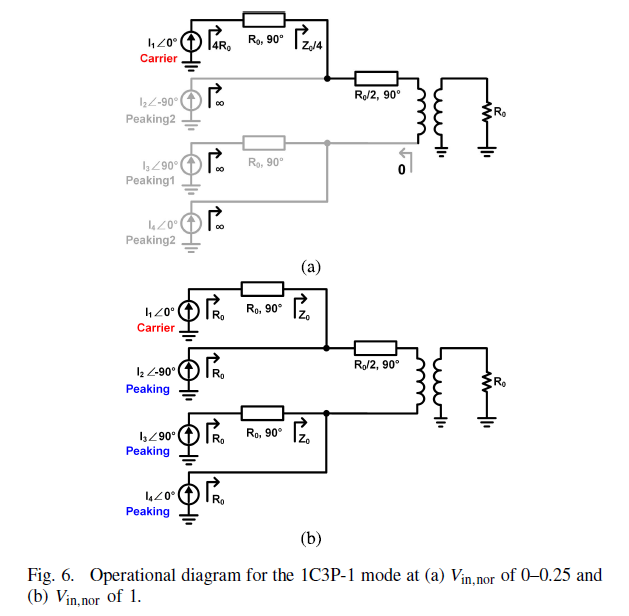 I₁∠0°
Carrier
4R₀
R₀, 90°
Z₀/4
I₂∠-90°
Peaking2
∞
R₀/2, 90°
R₀
I₃∠90°
Peaking1
∞
R₀, 90°
0
I₄∠0°
Peaking2
∞
(a)
I₁∠0°
Carrier
R₀
R₀, 90°
Z₀
I₂∠-90°
Peaking
R₀
R₀/2, 90°
R₀
I₃∠90°
Peaking
R₀
R₀, 90°
Z₀
I₄∠0°
Peaking
R₀
(b)
Fig. 6. Operational diagram for the 1C3P-1 mode at (a) Vin,nor of 0–0.25 and
(b) Vin,nor of 1.